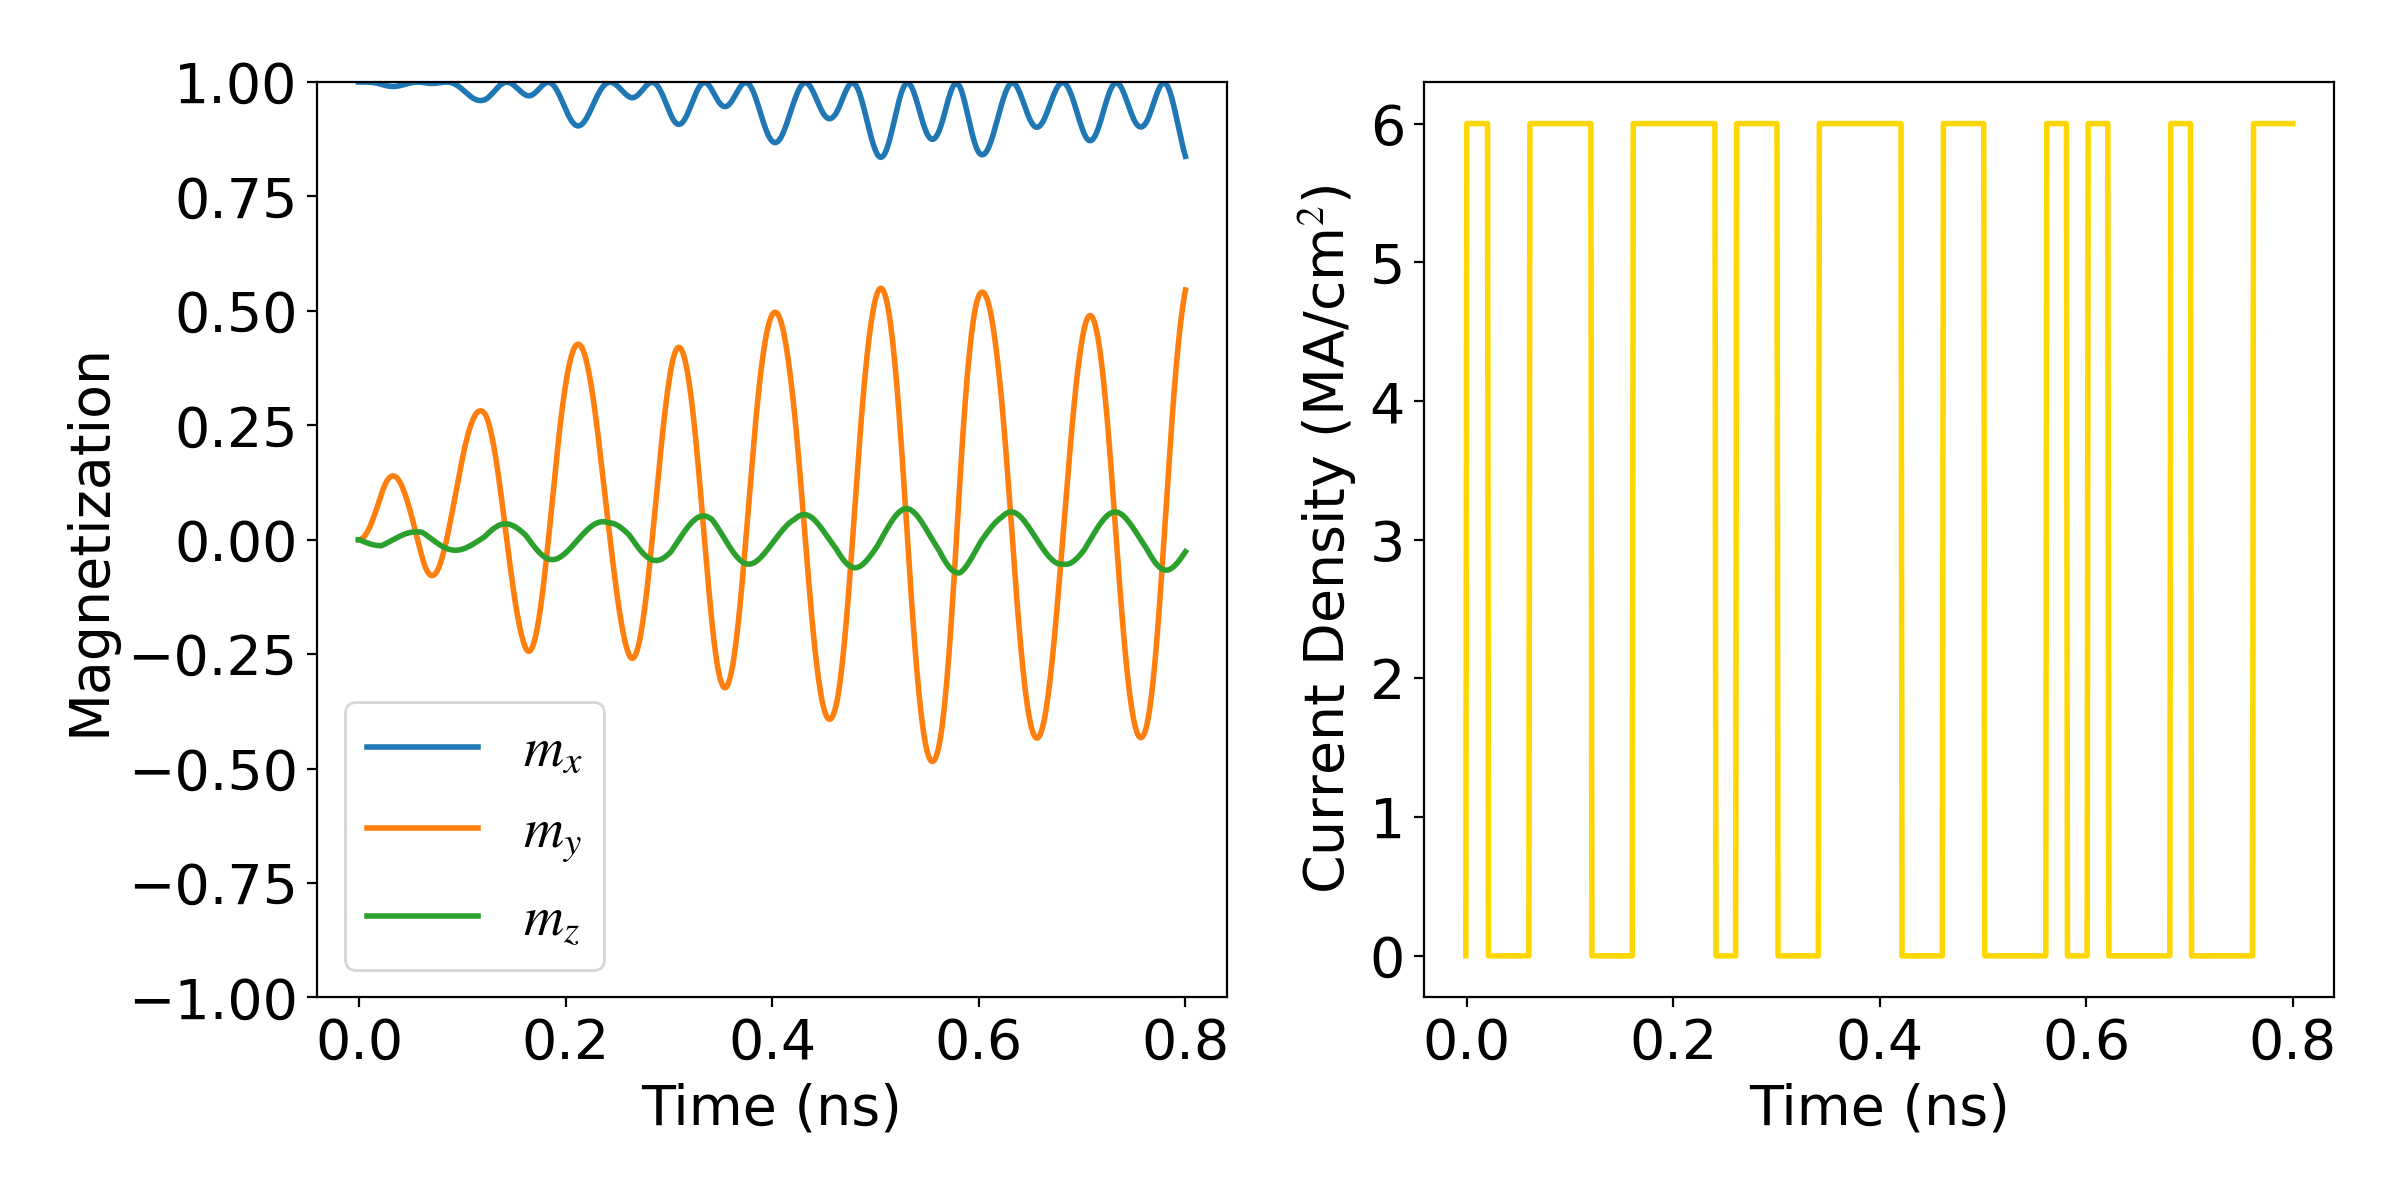 1.00
0.75
0.50
0.25
0.00
−0.25
−0.50
−0.75
−1.00
Magnetization
0.0 0.2 0.4 0.6 0.8
Time (ns)
m_x
m_y
m_z
6
5
4
3
2
1
0
Current Density (MA/cm²)
0.0 0.2 0.4 0.6 0.8
Time (ns)